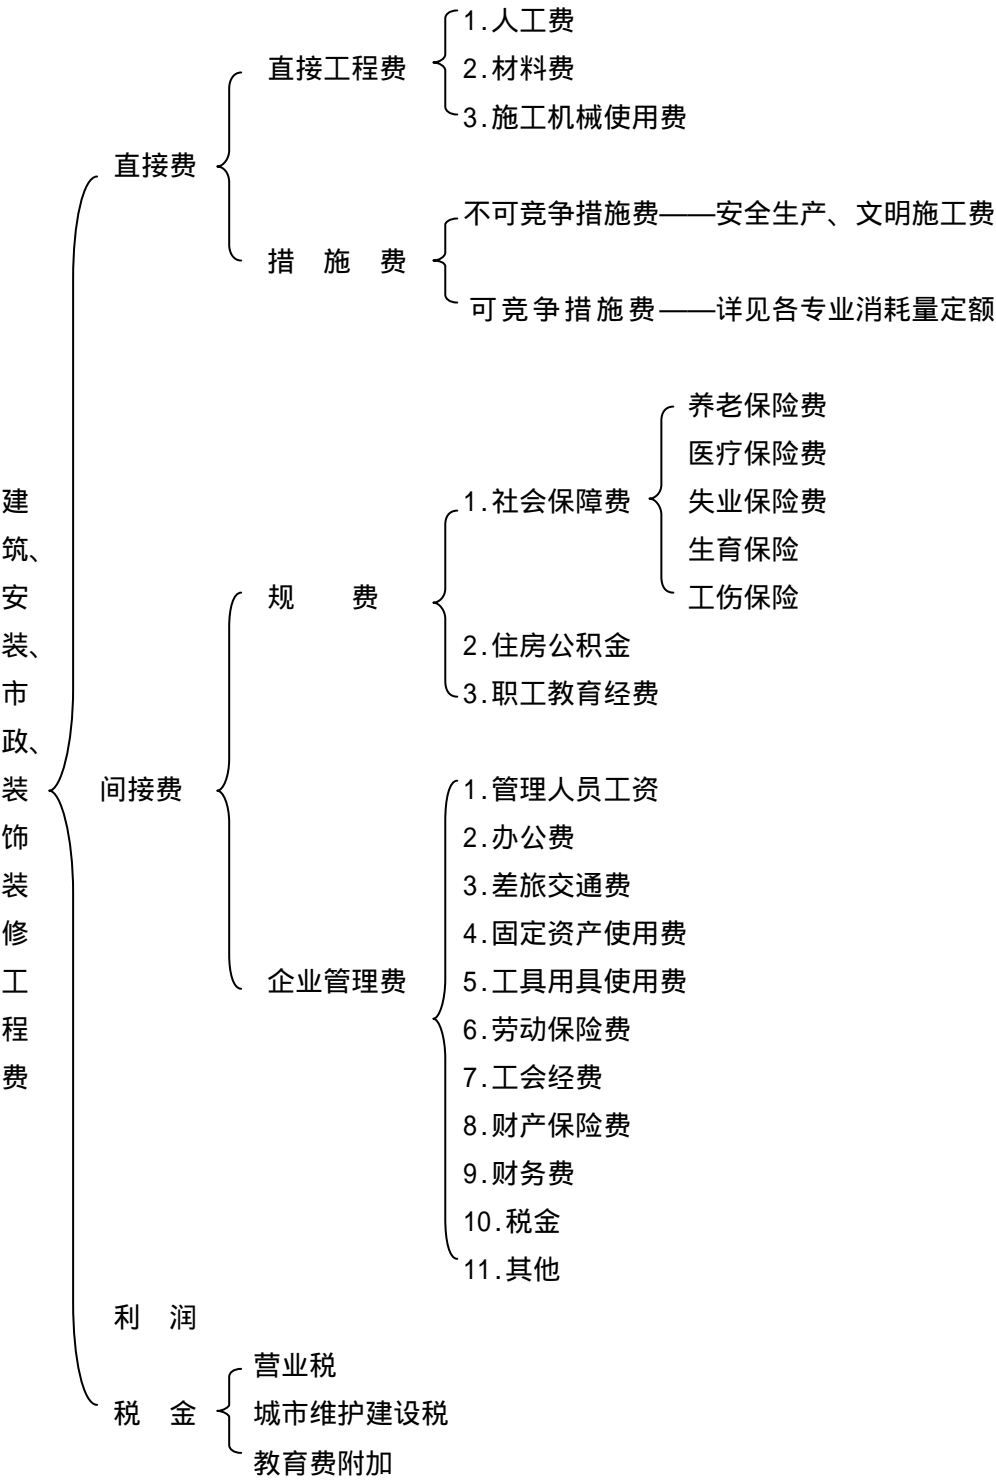 建筑、安装、市政、装饰装修工程费
直接费
直接工程费
1.人工费
2.材料费
3.施工机械使用费
措 施 费
不可竞争措施费——安全生产、文明施工费
可竞争措施费——详见各专业消耗量定额
间接费
规 费
1.社会保障费
养老保险费
医疗保险费
失业保险费
生育保险
工伤保险
2.住房公积金
3.职工教育经费
企业管理费
1.管理人员工资
2.办公费
3.差旅交通费
4.固定资产使用费
5.工具用具使用费
6.劳动保险费
7.工会经费
8.财产保险费
9.财务费
10.税金
11.其他
利 润
税 金
营业税
城市维护建设税
教育费附加